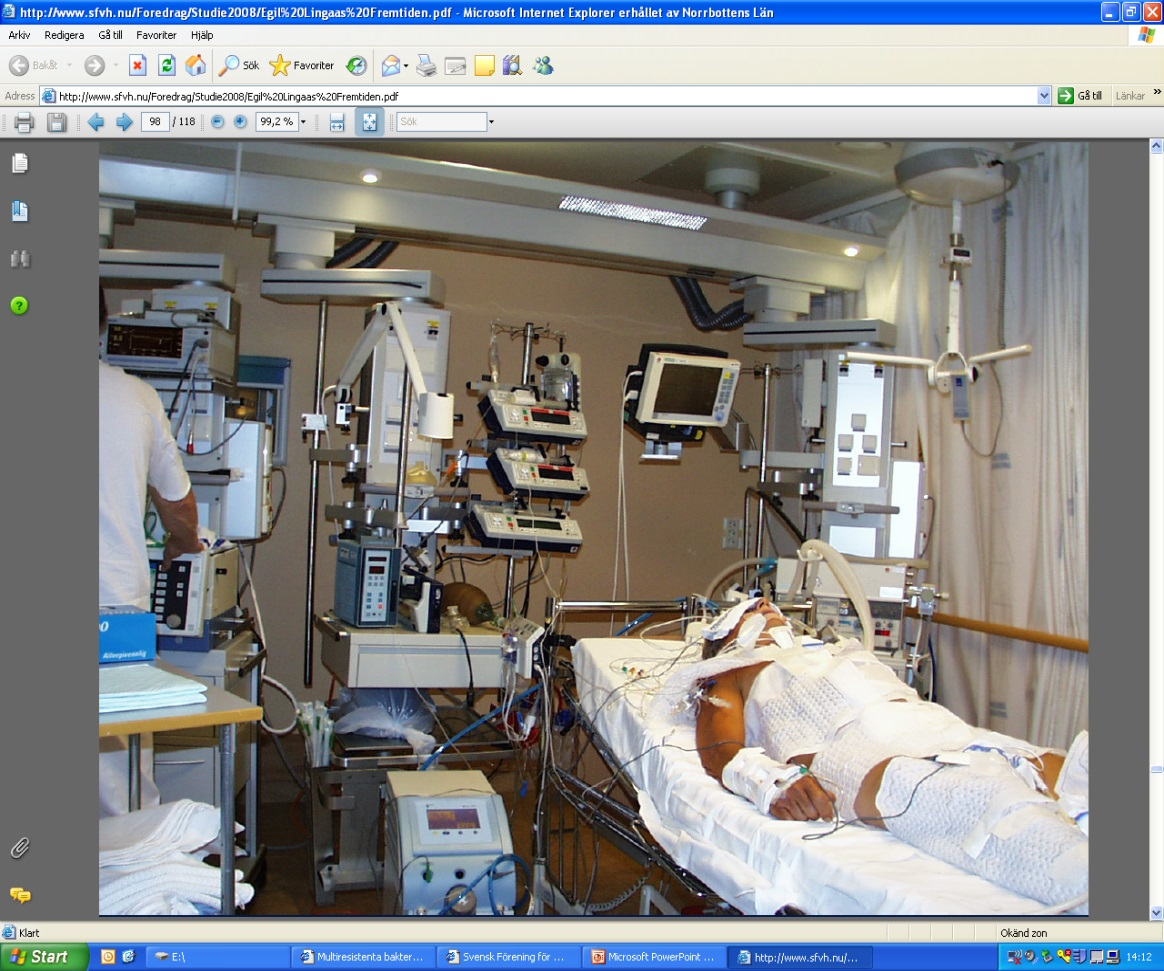 http://www.sfvh.nu/Foredrag/Studie2008/Egil%20Lingaas%20Fremtiden.pdf - Microsoft Internet Explorer erhållet av Norrbottens Län
Arkiv Redigera Gå till Favoriter Hjälp
Bakåt Sök Favoriter
Adress http://www.sfvh.nu/Foredrag/Studie2008/Egil%20Lingaas%20Fremtiden.pdf Gå till Länkar »
98 / 118 99,2 % Sök
Allergivennlig
Klart Okänd zon
Start E:\ Multiresistenta bakter... Svensk Förening för ... Microsoft PowerPoint ... http://www.sfvh.nu/... 14:12